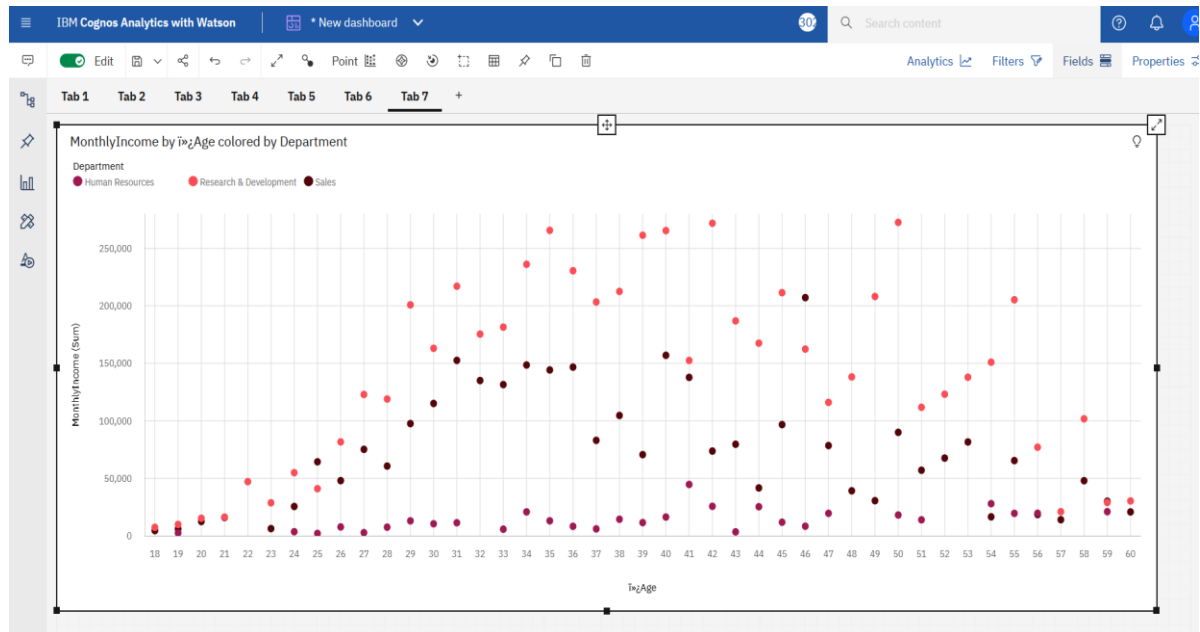 IBM Cognos Analytics with Watson * New dashboard 302 Search content
Edit Point Analytics Filters Fields Properties
Tab 1 Tab 2 Tab 3 Tab 4 Tab 5 Tab 6 Tab 7 +
MonthlyIncome by ï»¿Age colored by Department
Department
Human Resources Research & Development Sales
MonthlyIncome (Sum)
250,000
200,000
150,000
100,000
50,000
0
18 19 20 21 22 23 24 25 26 27 28 29 30 31 32 33 34 35 36 37 38 39 40 41 42 43 44 45 46 47 48 49 50 51 52 53 54 55 56 57 58 59 60
ï»¿Age